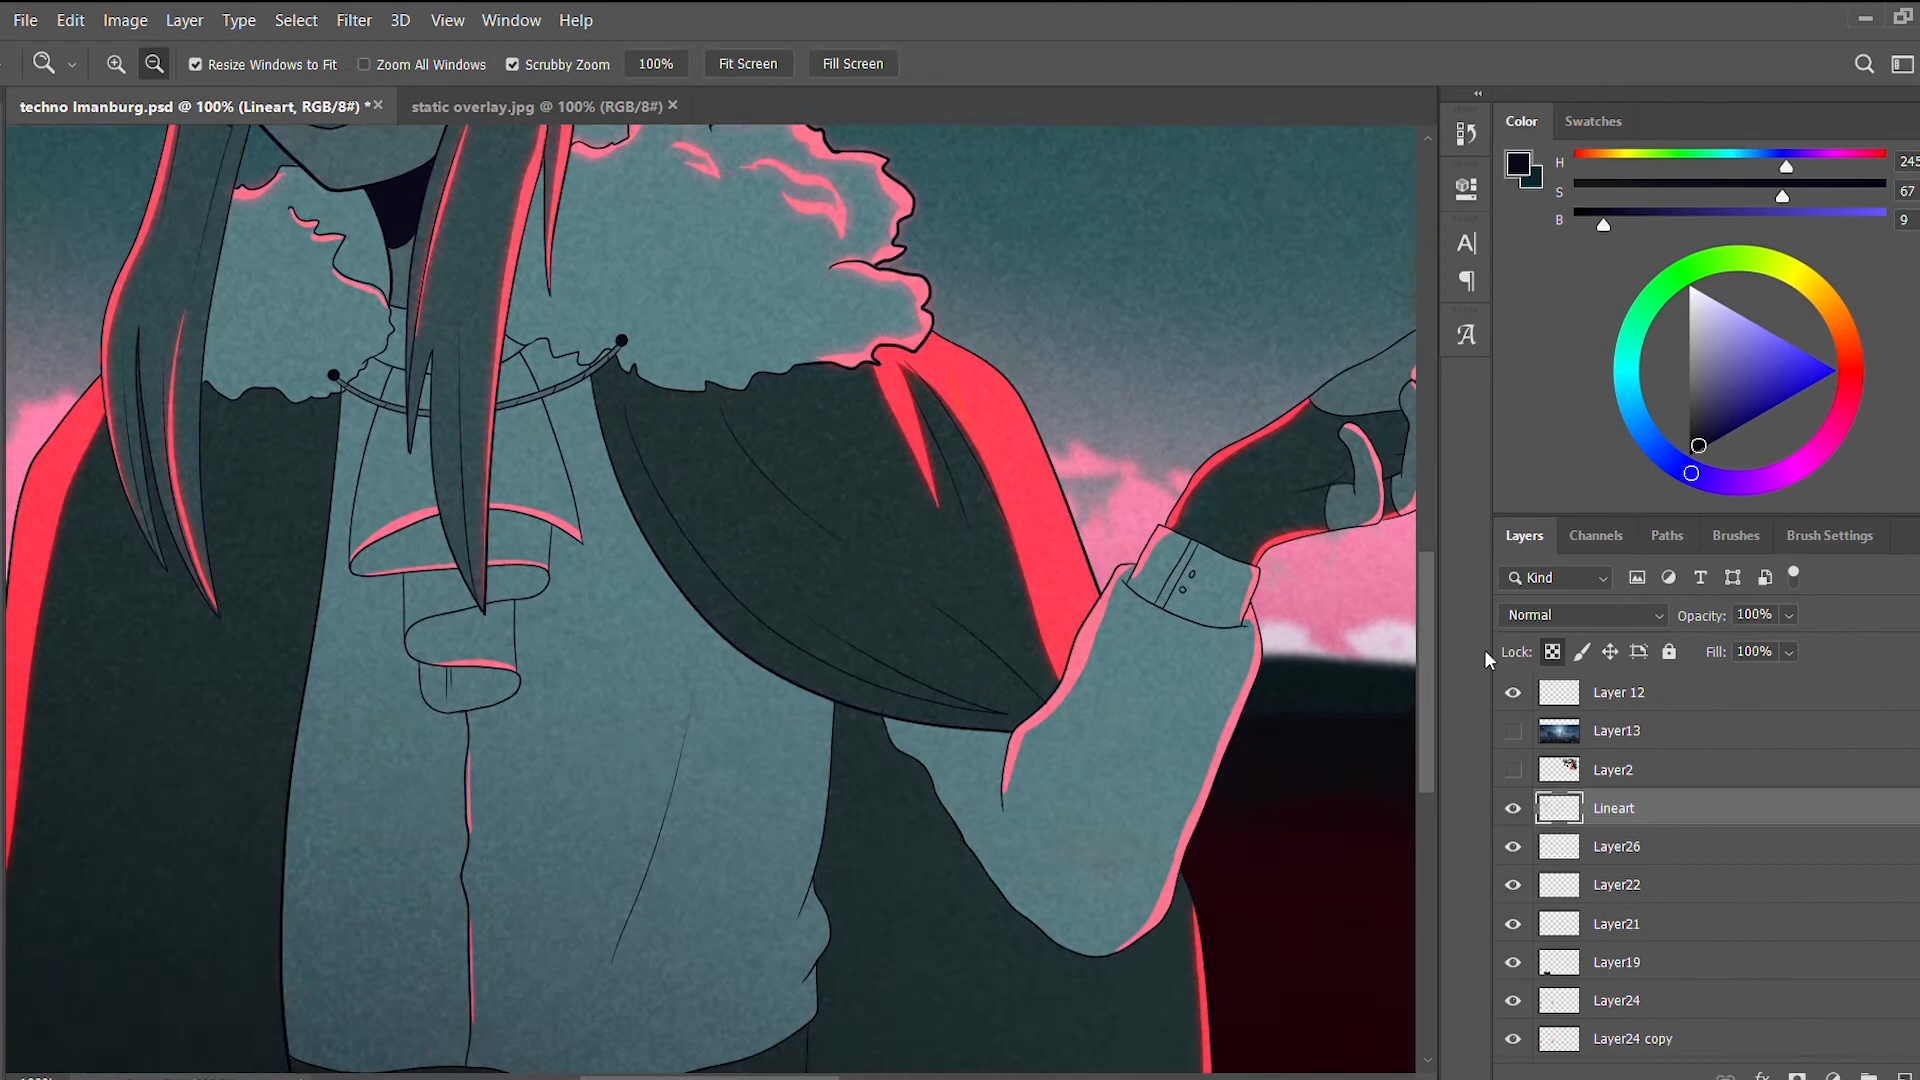 File Edit Image Layer Type Select Filter 3D View Window Help
Resize Windows to Fit Zoom All Windows Scrubby Zoom 100% Fit Screen Fill Screen
techno lmanburg.psd @ 100% (Lineart, RGB/8#) * static overlay.jpg @ 100% (RGB/8#)
Color Swatches
H 245
S 67
B 9
Layers Channels Paths Brushes Brush Settings
Kind
Normal Opacity: 100%
Lock: Fill: 100%
Layer 12
Layer13
Layer2
Lineart
Layer26
Layer22
Layer21
Layer19
Layer24
Layer24 copy